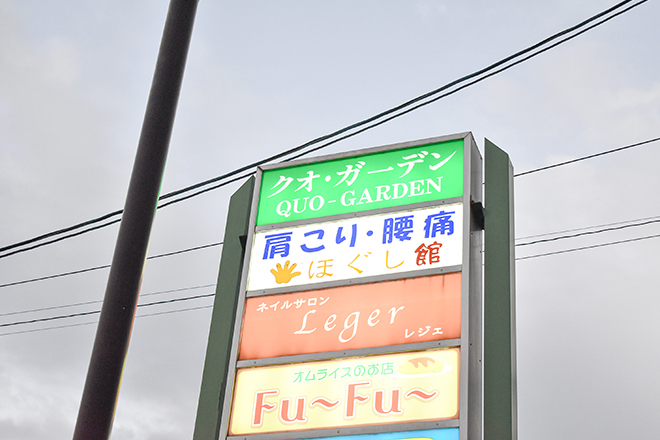 クオ・ガーデン
QUO-GARDEN
肩こり・腰痛
ほぐし館
ネイルサロン
Leger
レジェ
オムライスのお店
Fu～Fu～